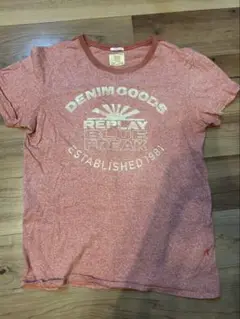 DENIM GOODS
REPLAY
BLUE
FREAK
ESTABLISHED 1981